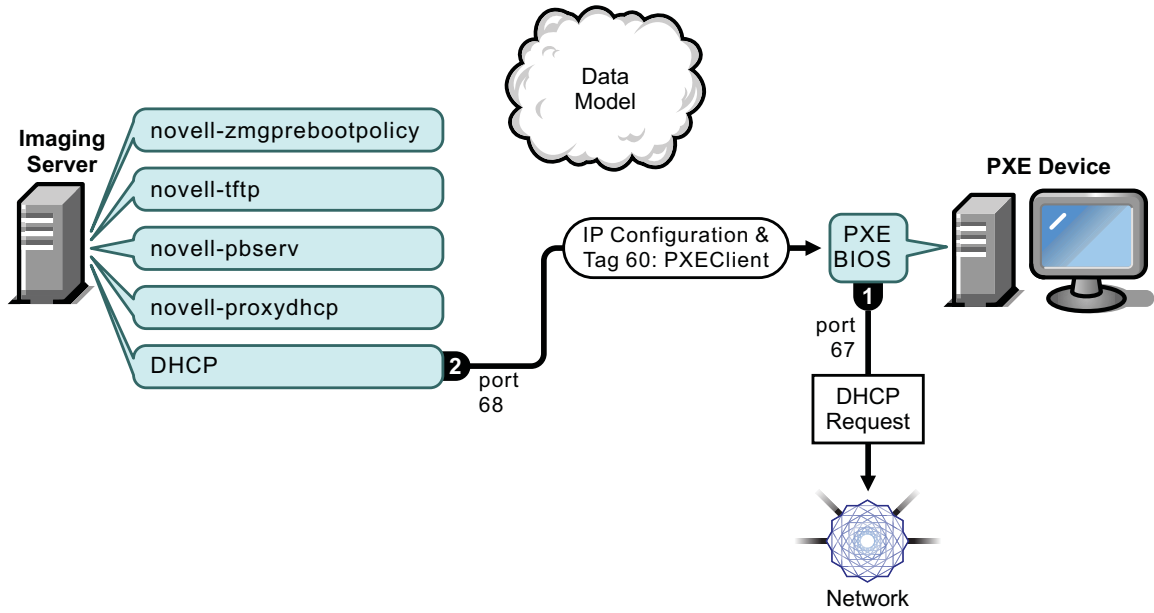 Data
Model
Imaging
Server
novell-zmgprebootpolicy
novell-tftp
novell-pbserv
novell-proxydhcp
DHCP
2
port
68
IP Configuration &
Tag 60: PXEClient
PXE Device
PXE
BIOS
1
port
67
DHCP
Request
Network